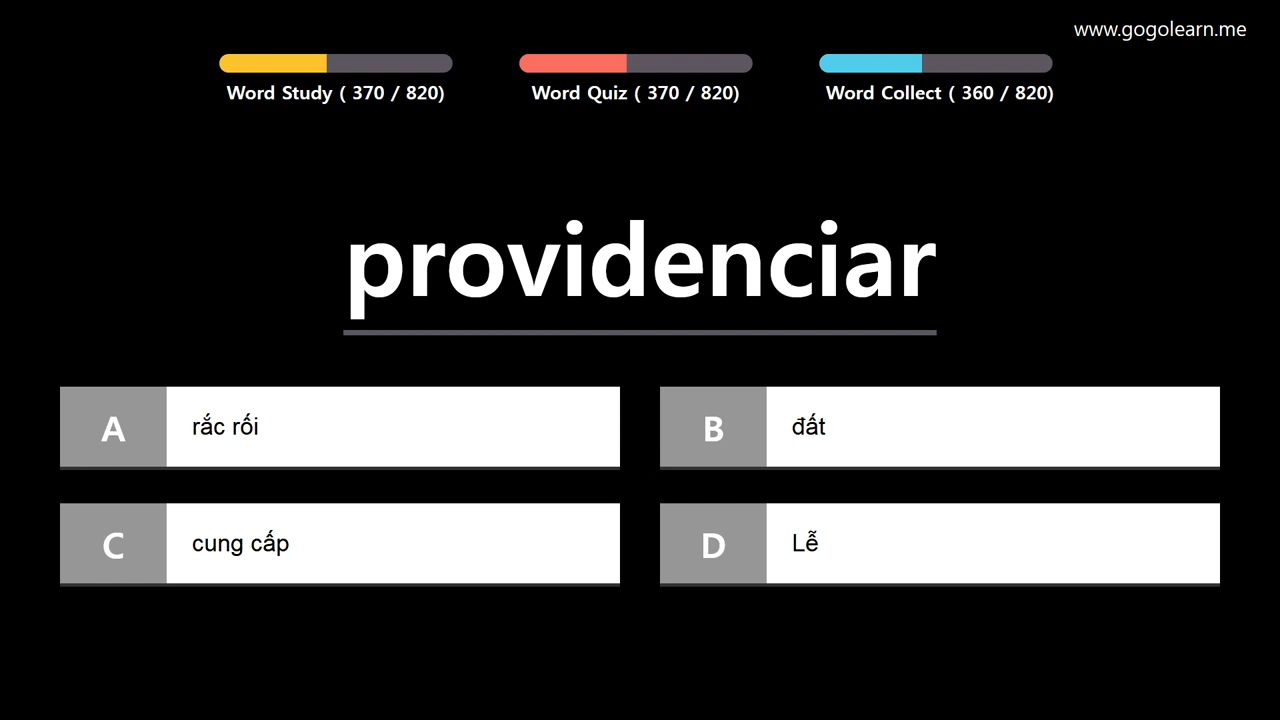 www.gogolearn.me
Word Study ( 370 / 820)
Word Quiz ( 370 / 820)
Word Collect ( 360 / 820)
providenciar
A rắc rối
B đất
C cung cấp
D Lễ